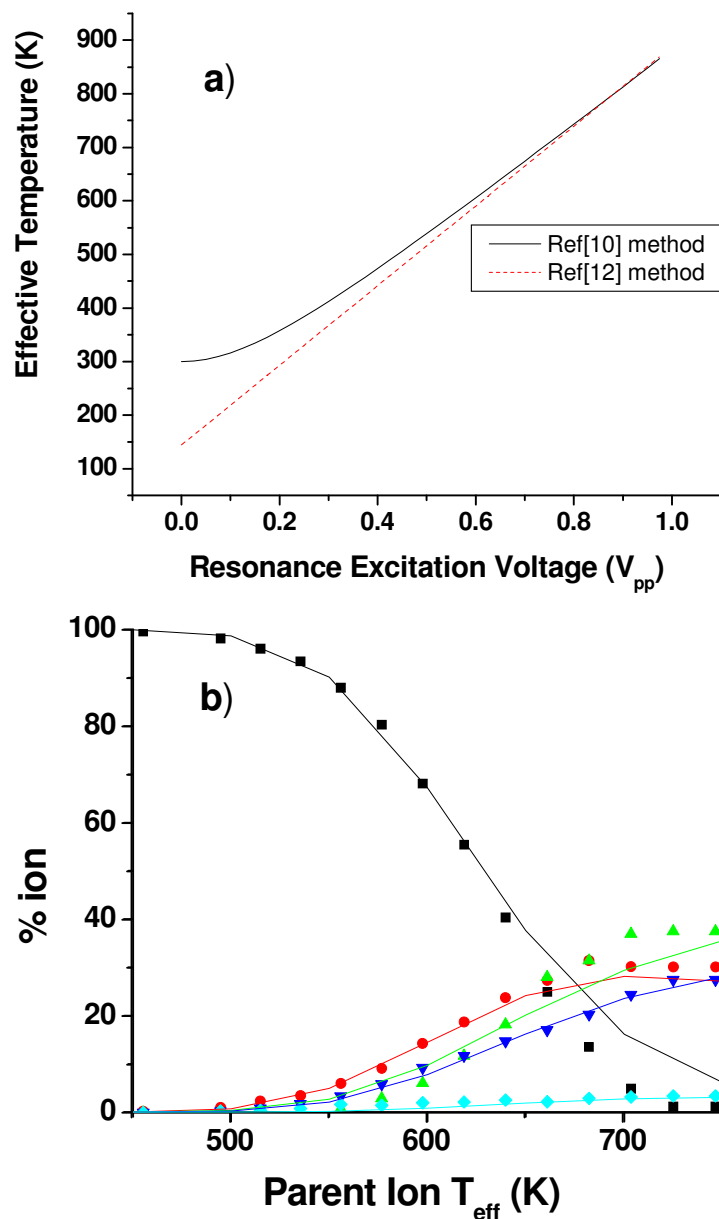 a)
Effective Temperature (K)
900
800
700
600
500
400
300
200
100
Ref[10] method
Ref[12] method
0.0 0.2 0.4 0.6 0.8 1.0
Resonance Excitation Voltage (Vpp)
b)
% ion
100
80
60
40
20
0
500 600 700
Parent Ion Teff (K)